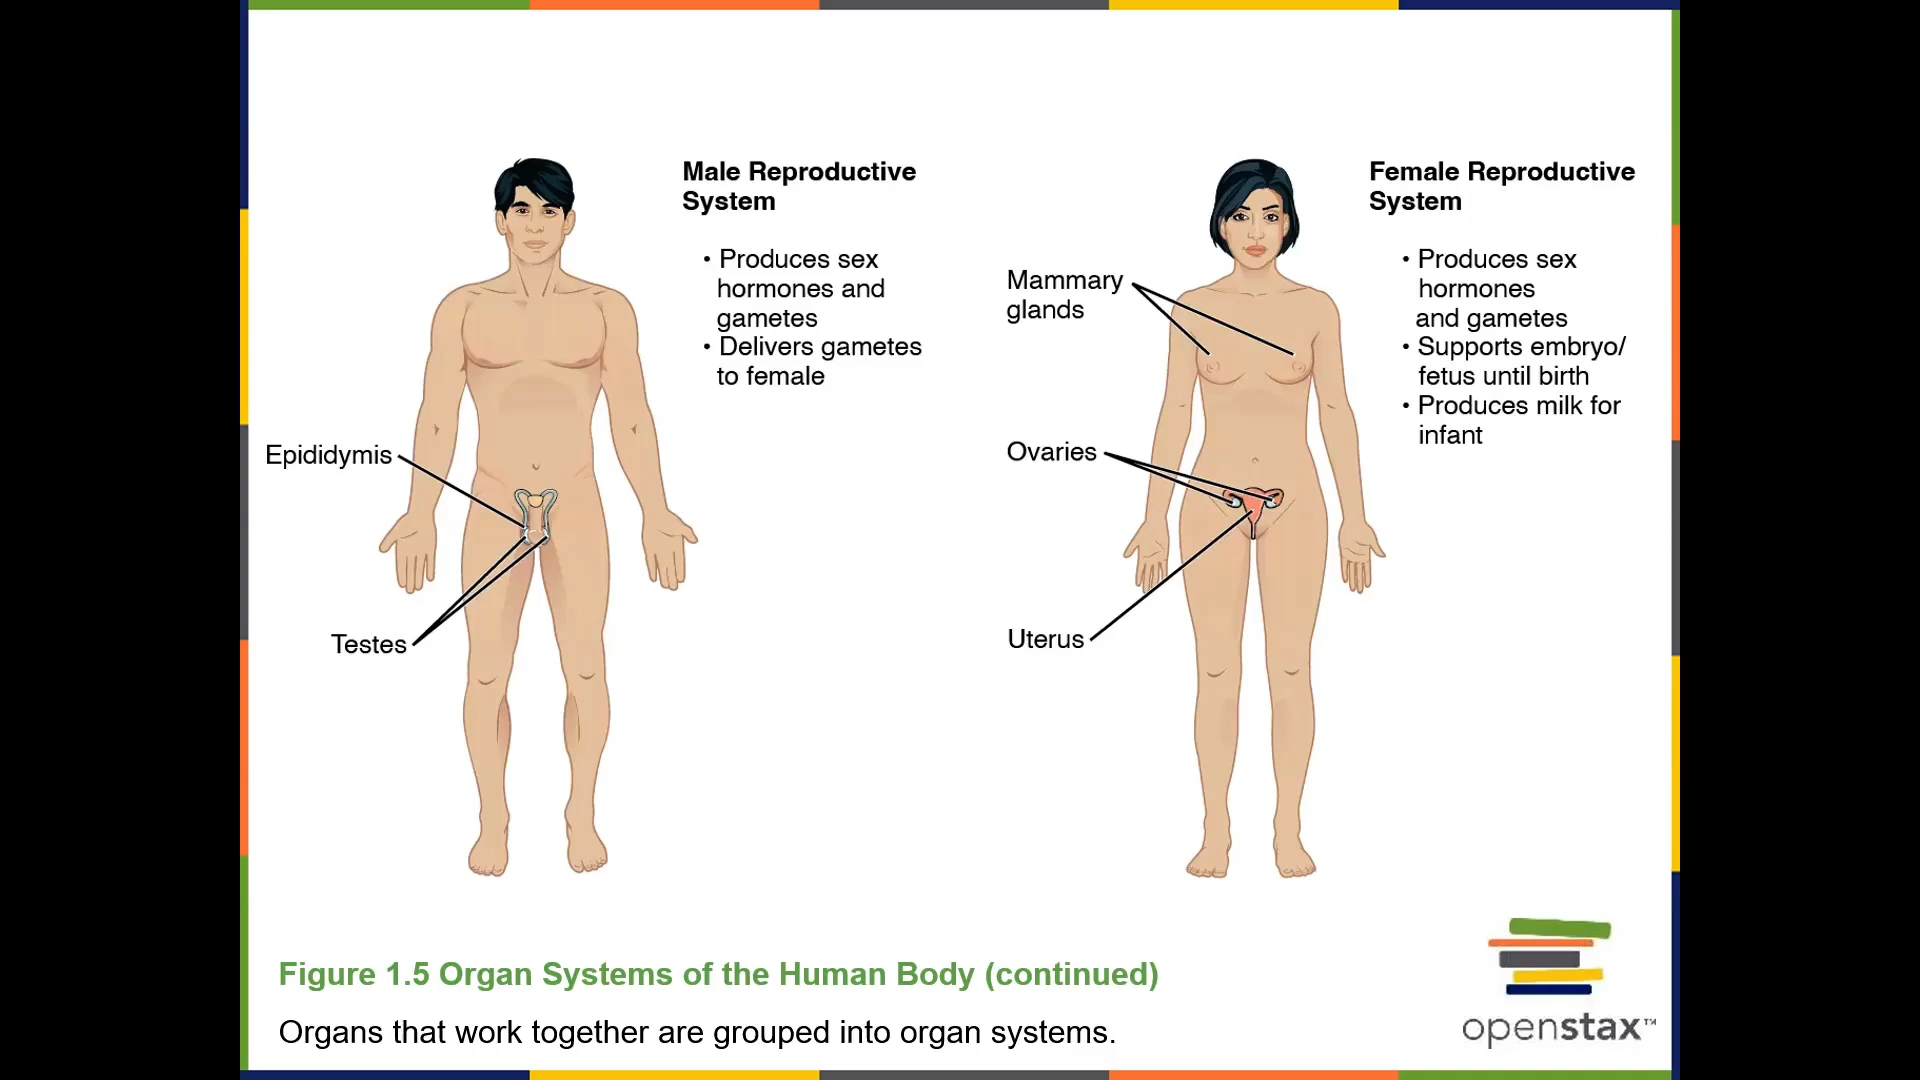 Male Reproductive
System
• Produces sex
hormones and
gametes
• Delivers gametes
to female
Epididymis
Testes
Female Reproductive
System
• Produces sex
hormones
and gametes
• Supports embryo/
fetus until birth
• Produces milk for
infant
Mammary
glands
Ovaries
Uterus
Figure 1.5 Organ Systems of the Human Body (continued)
Organs that work together are grouped into organ systems.
openstax™